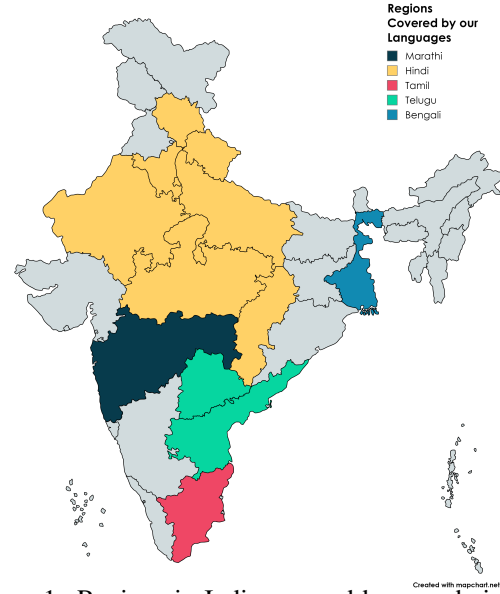 Regions
Covered by our
Languages
Marathi
Hindi
Tamil
Telugu
Bengali
Created with mapchart.net